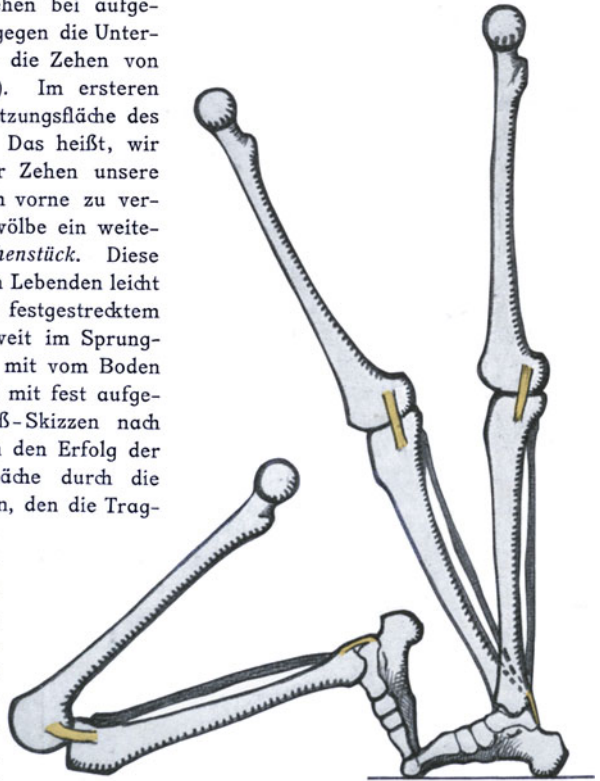 hen bei aufge-
gegen die Unter-
die Zehen von
). Im ersteren
tzungsfläche des
Das heißt, wir
r Zehen unsere
n vorne zu ver-
wölbe ein weite-
henstück. Diese
n Lebenden leicht
festgestrecktem
weit im Sprung-
mit vom Boden
mit fest aufge-
ß-Skizzen nach
n den Erfolg der
äche durch die
n, den die Trag-